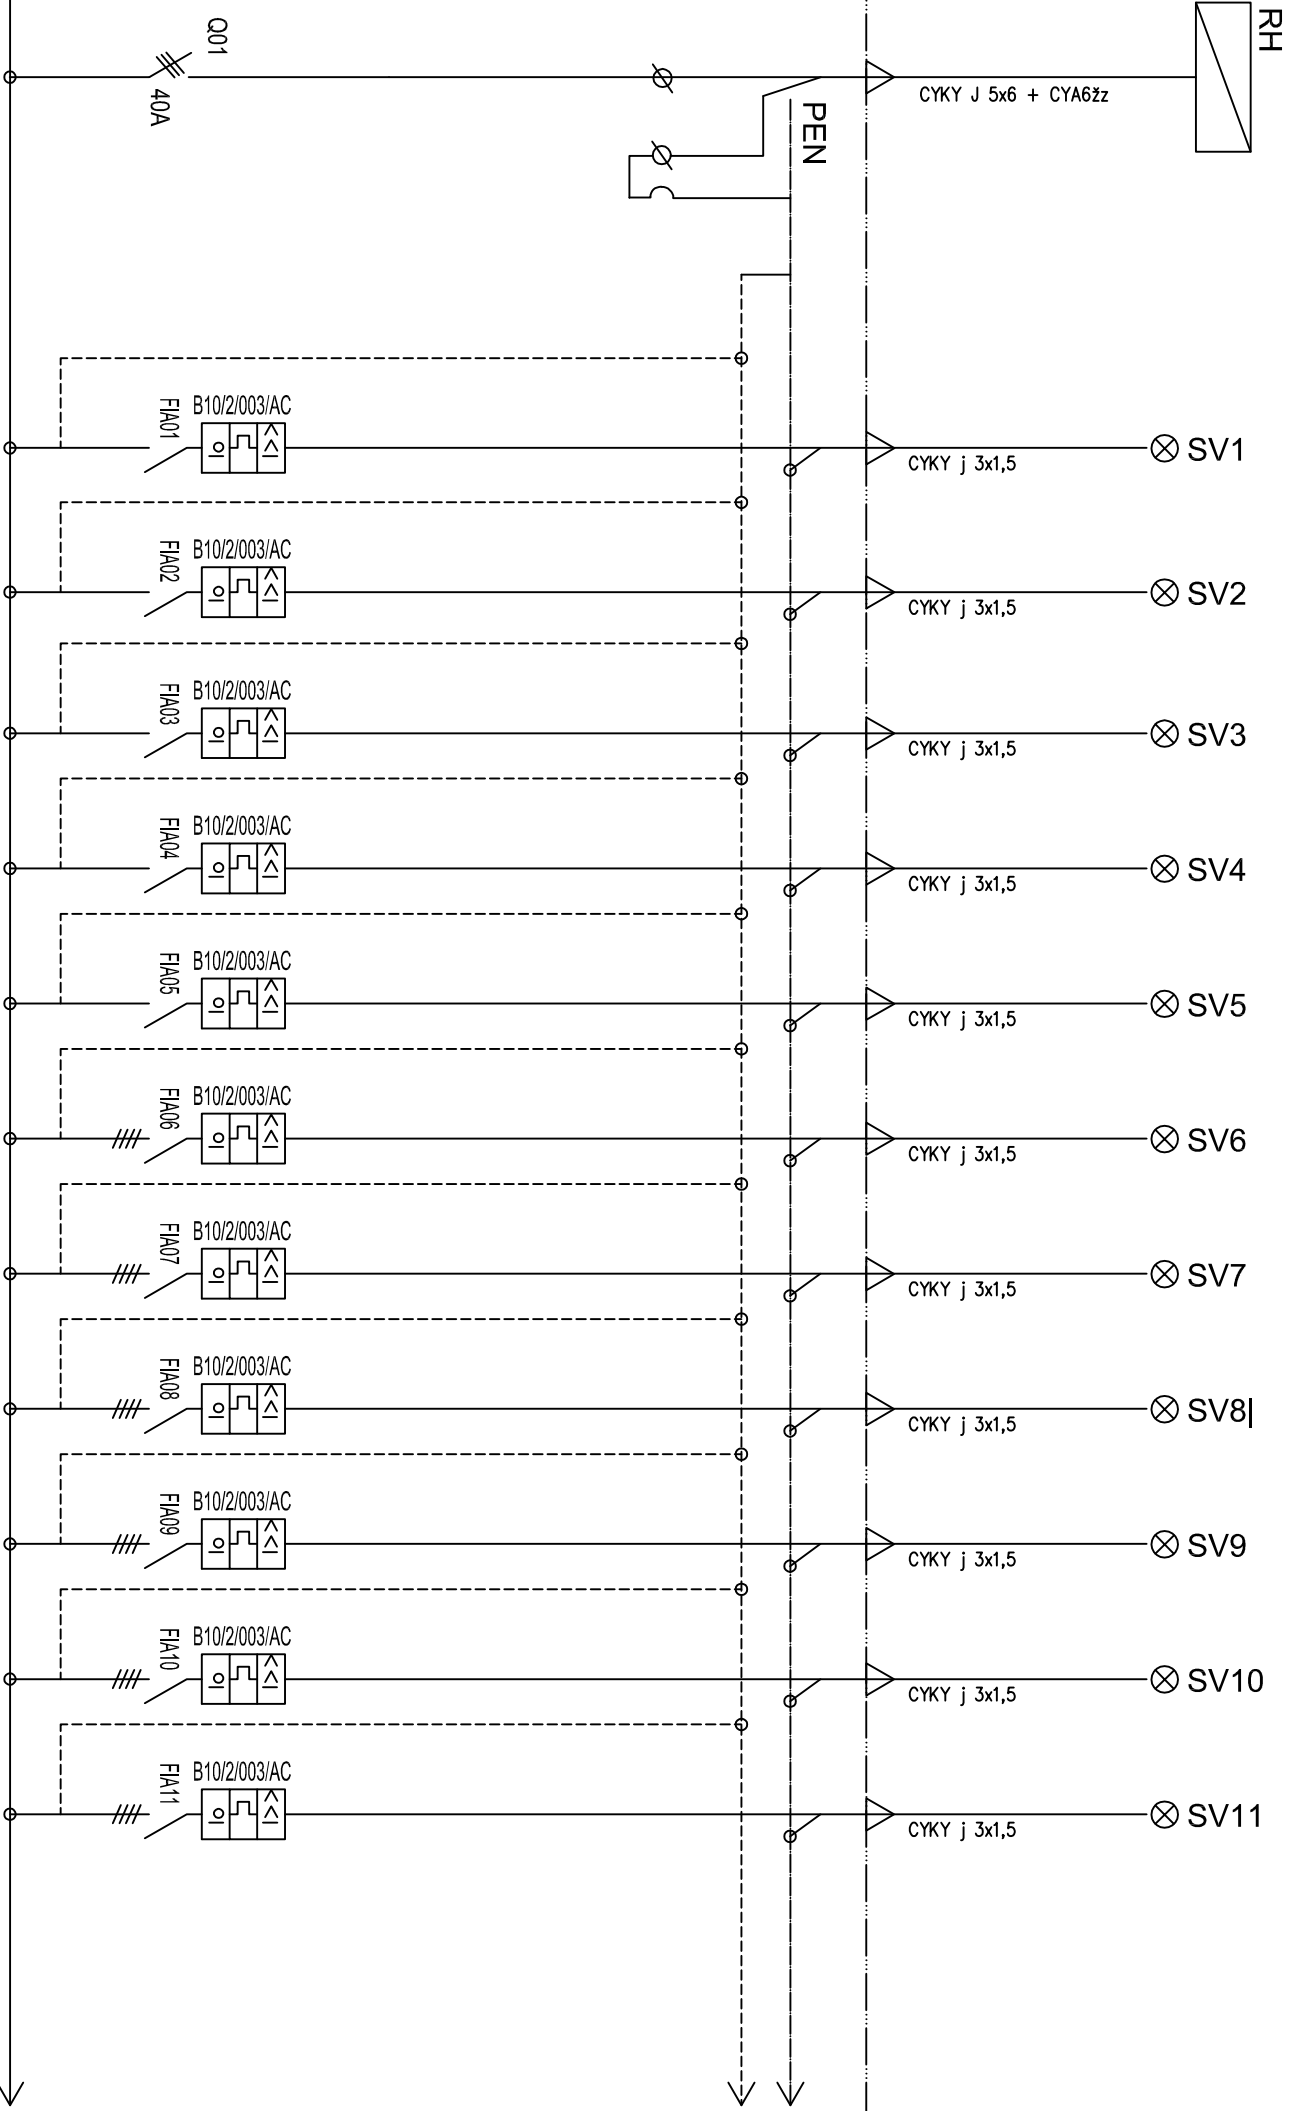 RH
Q01
40A
CYKY J 5x6 + CYA6žz
PEN
B10/2/003/AC
FIA01
SV1
CYKY j 3x1,5
B10/2/003/AC
FIA02
SV2
CYKY j 3x1,5
B10/2/003/AC
FIA03
SV3
CYKY j 3x1,5
B10/2/003/AC
FIA04
SV4
CYKY j 3x1,5
B10/2/003/AC
FIA05
SV5
CYKY j 3x1,5
B10/2/003/AC
FIA06
SV6
CYKY j 3x1,5
B10/2/003/AC
FIA07
SV7
CYKY j 3x1,5
B10/2/003/AC
FIA08
SV8|
CYKY j 3x1,5
B10/2/003/AC
FIA09
SV9
CYKY j 3x1,5
B10/2/003/AC
FIA10
SV10
CYKY j 3x1,5
B10/2/003/AC
FIA11
SV11
CYKY j 3x1,5